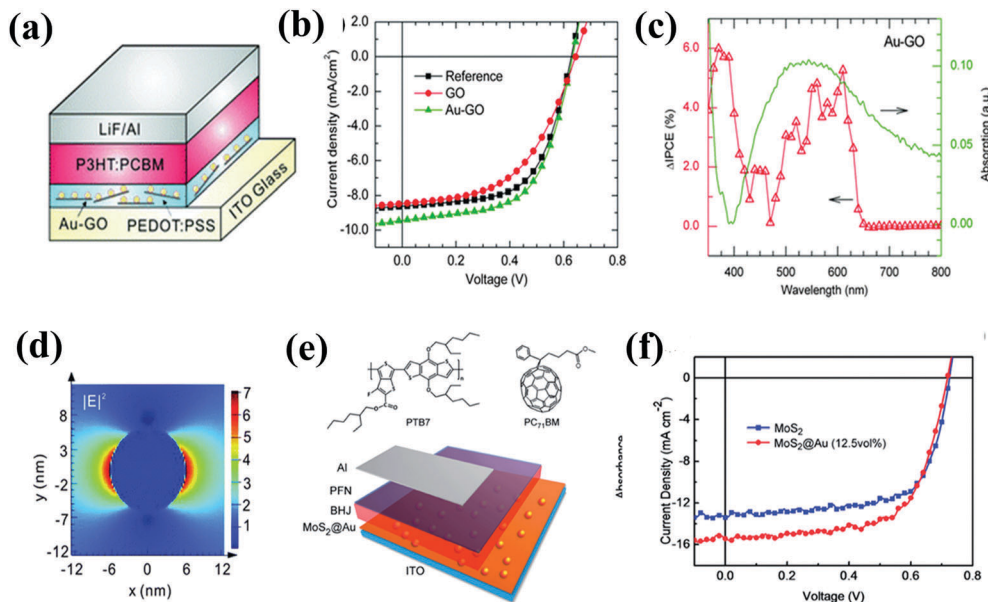 (a)
LiF/Al
P3HT:PCBM
Au-GO
PEDOT:PSS
ITO Glass
(b)
Current density (mA/cm²)
2.0
0.0
-2.0
-4.0
-6.0
-8.0
-10.0
Reference
GO
Au-GO
0.0 0.2 0.4 0.6 0.8
Voltage (V)
(c)
Au-GO
ΔIPCE (%)
6.0
4.0
2.0
0.0
Absorption (a.u.)
0.10
0.05
0.00
400 500 600 700 800
Wavelength (nm)
(d)
|E|²
y (nm)
8
3
-2
-7
-12
7
6
5
4
3
2
1
-12 -6 0 6 12
x (nm)
(e)
F
O
O
O
O
n
PTB7
O
O
PC71BM
Al
PFN
BHJ
MoS2@Au
ITO
(f)
Absorbance
Current Density (mA cm⁻²)
0
-4
-8
-12
-16
MoS2
MoS2@Au (12.5vol%)
0.0 0.2 0.4 0.6
Voltage (V)